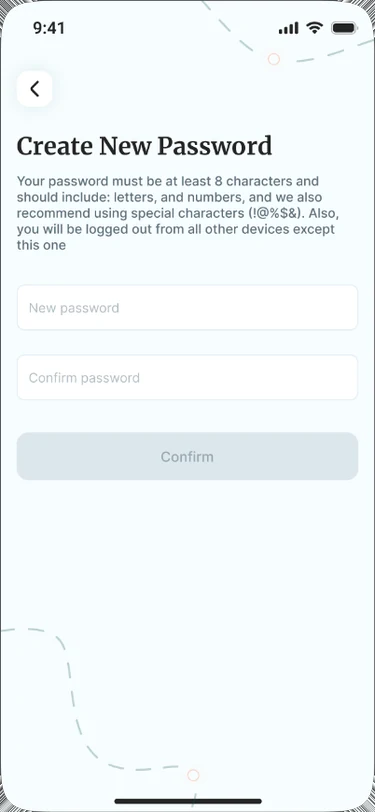 9:41
Create New Password
Your password must be at least 8 characters and
should include: letters, and numbers, and we also
recommend using special characters (!@%$&). Also,
you will be logged out from all other devices except
this one
New password
Confirm password
Confirm